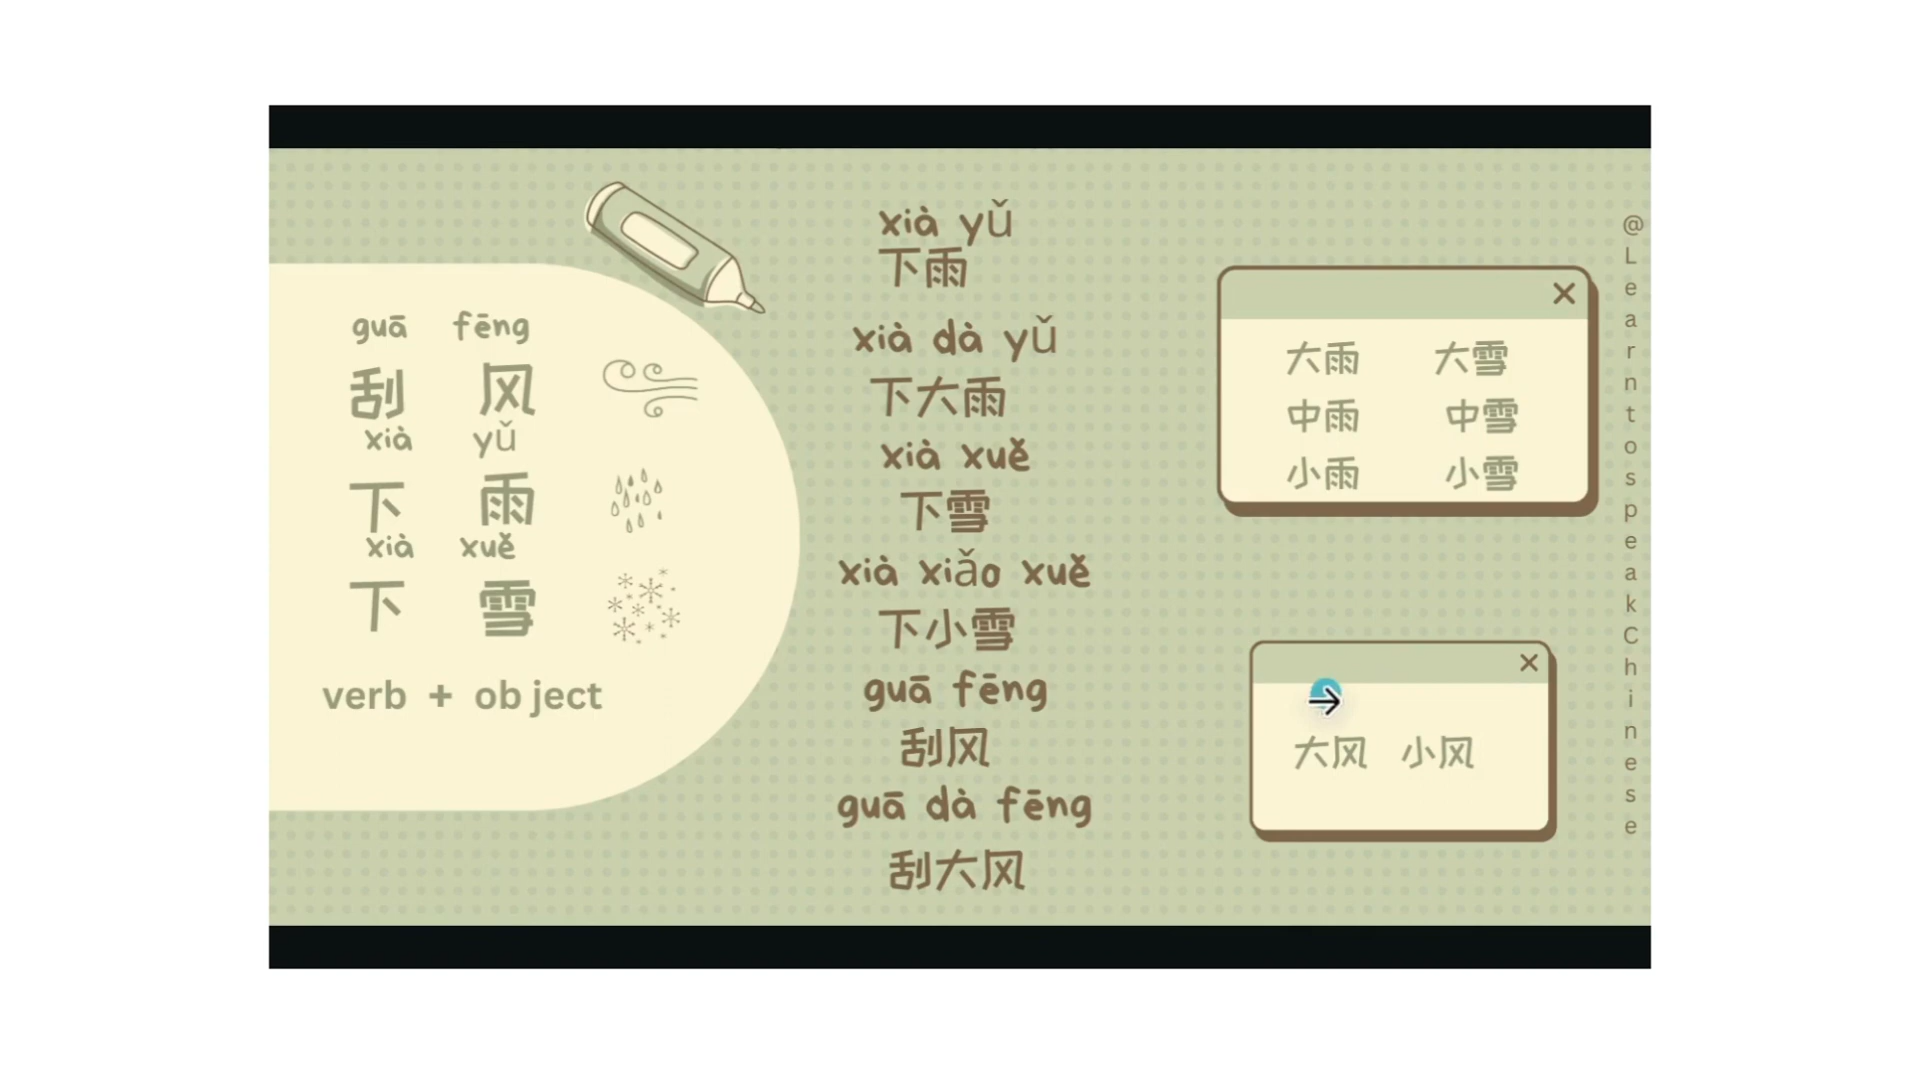 guā fēng
刮 风
xià yǔ
下 雨
xià xuě
下 雪
verb + object
xià yǔ
下雨
xià dà yǔ
下大雨
xià xuě
下雪
xià xiǎo xuě
下小雪
guā fēng
刮风
guā dà fēng
刮大风
大雨 大雪
中雨 中雪
小雨 小雪
大风 小风
@LearntospeakChinese